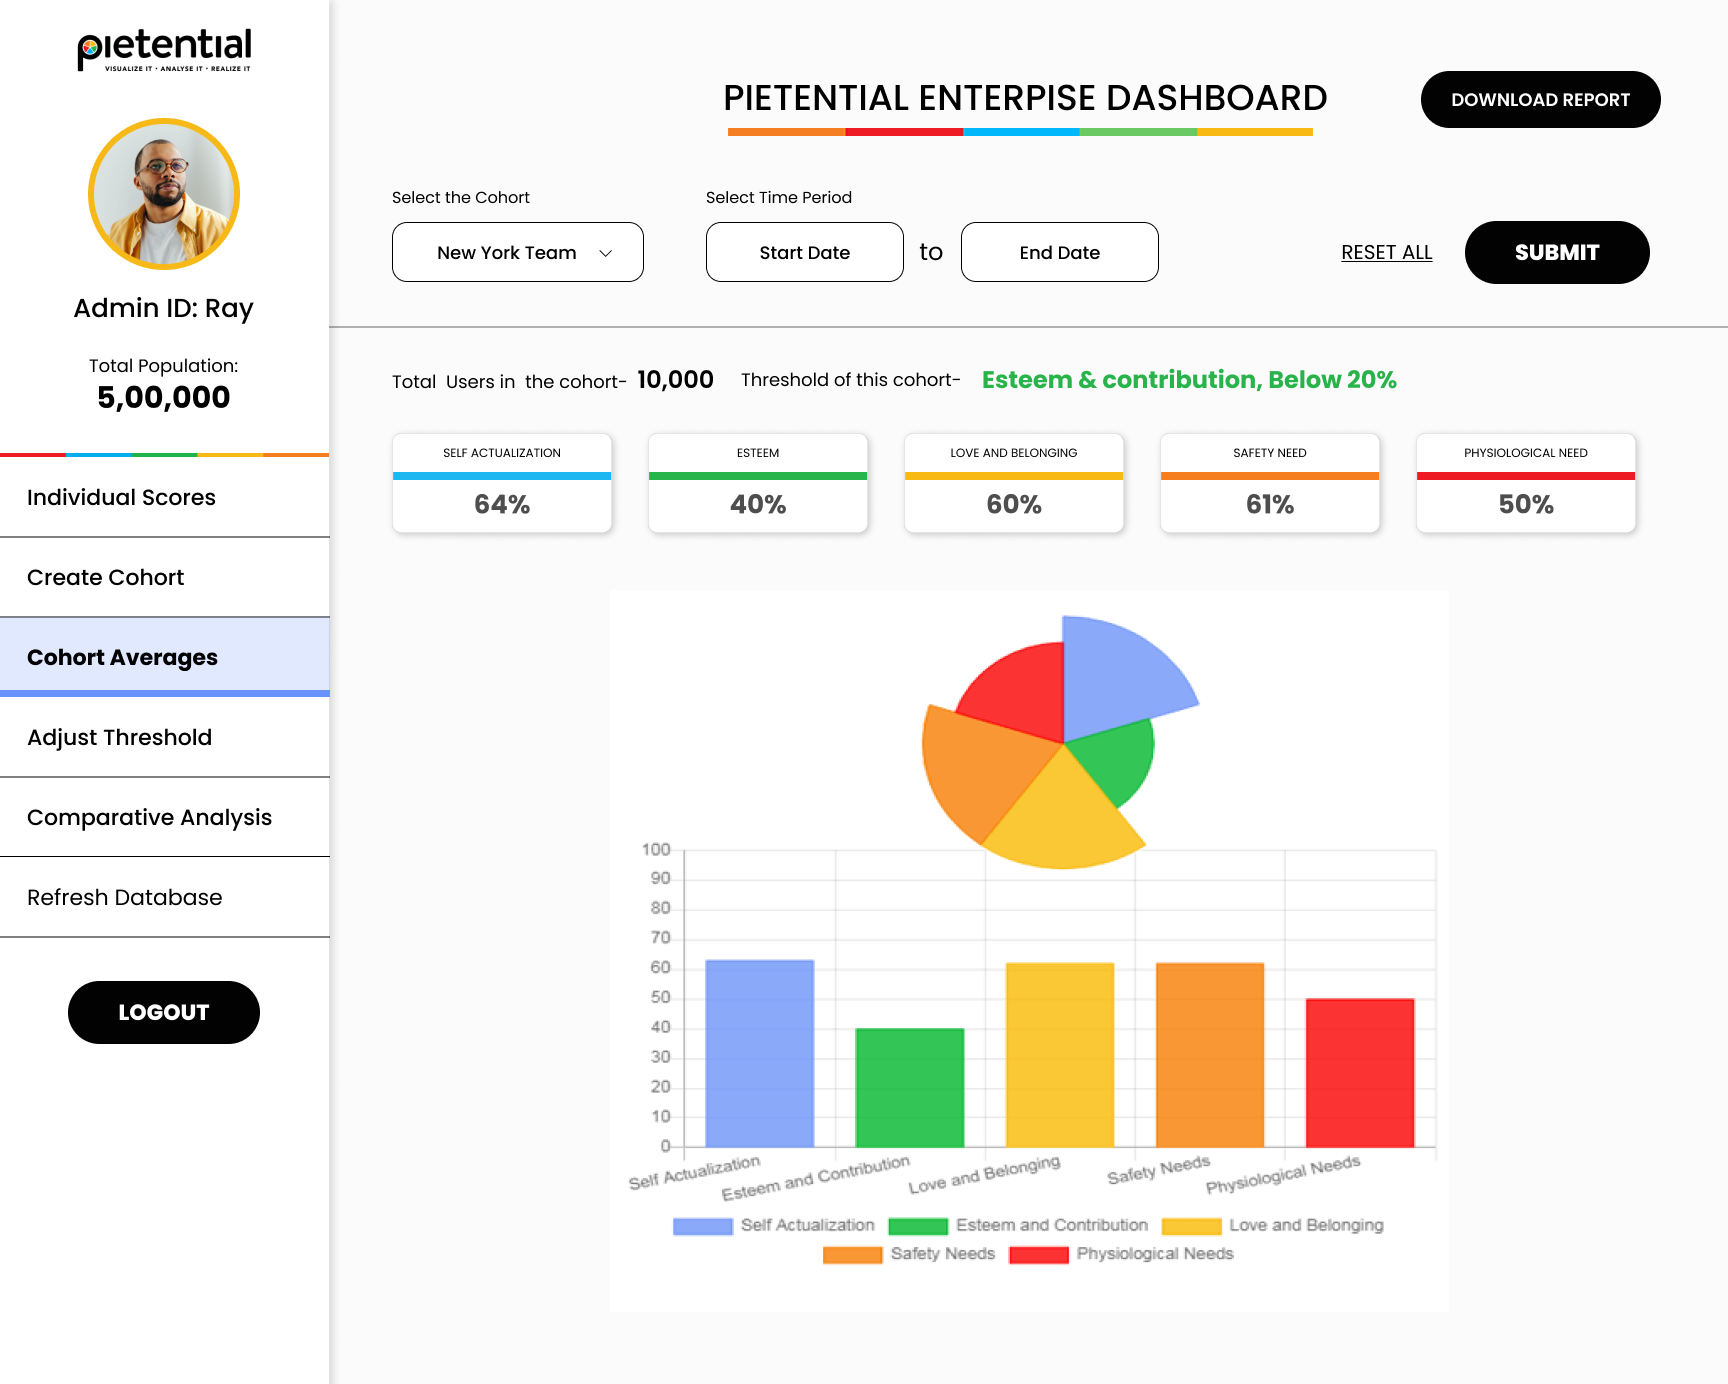 pietential
VISUALIZE IT • ANALYSE IT • REALIZE IT
Admin ID: Ray
Total Population:
5,00,000
Individual Scores
Create Cohort
Cohort Averages
Adjust Threshold
Comparative Analysis
Refresh Database
LOGOUT
PIETENTIAL ENTERPISE DASHBOARD
DOWNLOAD REPORT
Select the Cohort
Select Time Period
New York Team
Start Date
to
End Date
RESET ALL
SUBMIT
Total Users in the cohort- 10,000 Threshold of this cohort- Esteem & contribution, Below 20%
SELF ACTUALIZATION
64%
ESTEEM
40%
LOVE AND BELONGING
60%
SAFETY NEED
61%
PHYSIOLOGICAL NEED
50%
100
90
80
70
60
50
40
30
20
10
0
Self Actualization
Esteem and Contribution
Love and Belonging
Safety Needs
Physiological Needs
Self Actualization Esteem and Contribution Love and Belonging
Safety Needs Physiological Needs